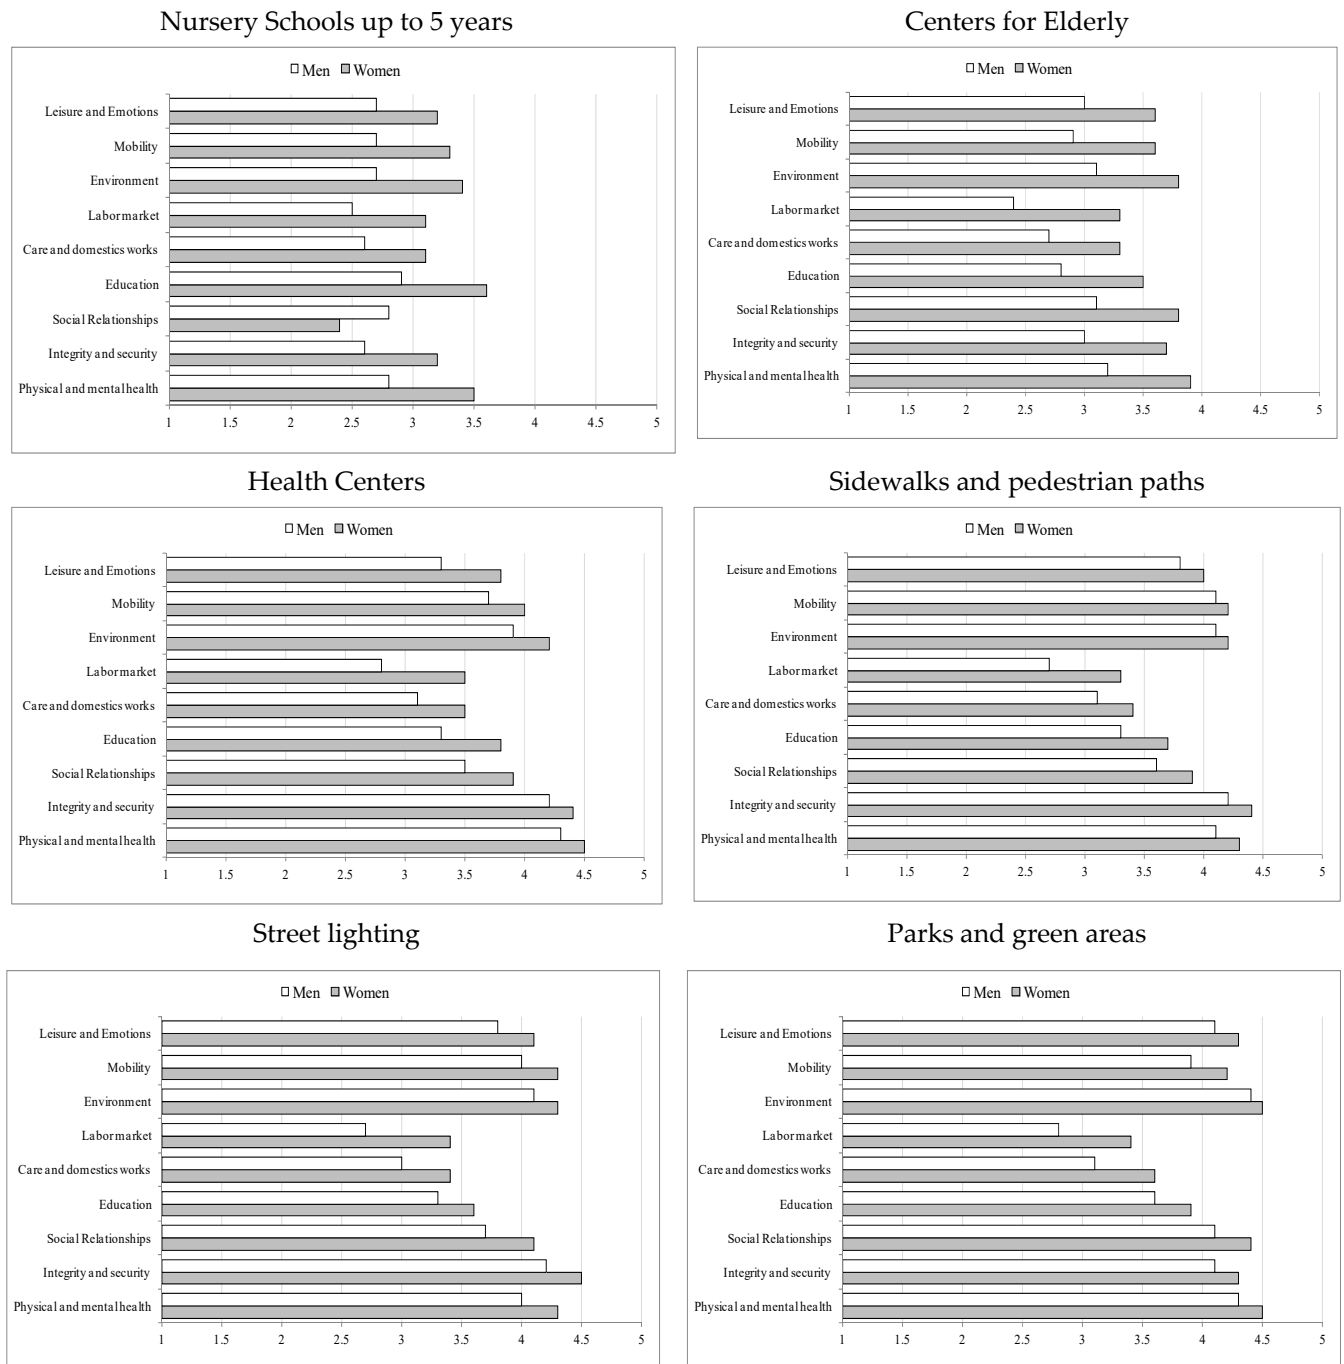 Nursery Schools up to 5 years
Men Women
Leisure and Emotions
Mobility
Environment
Labor market
Care and domestics works
Education
Social Relationships
Integrity and security
Physical and mental health
1 1.5 2 2.5 3 3.5 4 4.5 5
Centers for Elderly
Men Women
Leisure and Emotions
Mobility
Environment
Labor market
Care and domestics works
Education
Social Relationships
Integrity and security
Physical and mental health
1 1.5 2 2.5 3 3.5 4 4.5 5
Health Centers
Men Women
Leisure and Emotions
Mobility
Environment
Labor market
Care and domestics works
Education
Social Relationships
Integrity and security
Physical and mental health
1 1.5 2 2.5 3 3.5 4 4.5 5
Sidewalks and pedestrian paths
Men Women
Leisure and Emotions
Mobility
Environment
Labor market
Care and domestics works
Education
Social Relationships
Integrity and security
Physical and mental health
1 1.5 2 2.5 3 3.5 4 4.5 5
Street lighting
Men Women
Leisure and Emotions
Mobility
Environment
Labor market
Care and domestics works
Education
Social Relationships
Integrity and security
Physical and mental health
1 1.5 2 2.5 3 3.5 4 4.5 5
Parks and green areas
Men Women
Leisure and Emotions
Mobility
Environment
Labor market
Care and domestics works
Education
Social Relationships
Integrity and security
Physical and mental health
1 1.5 2 2.5 3 3.5 4 4.5 5